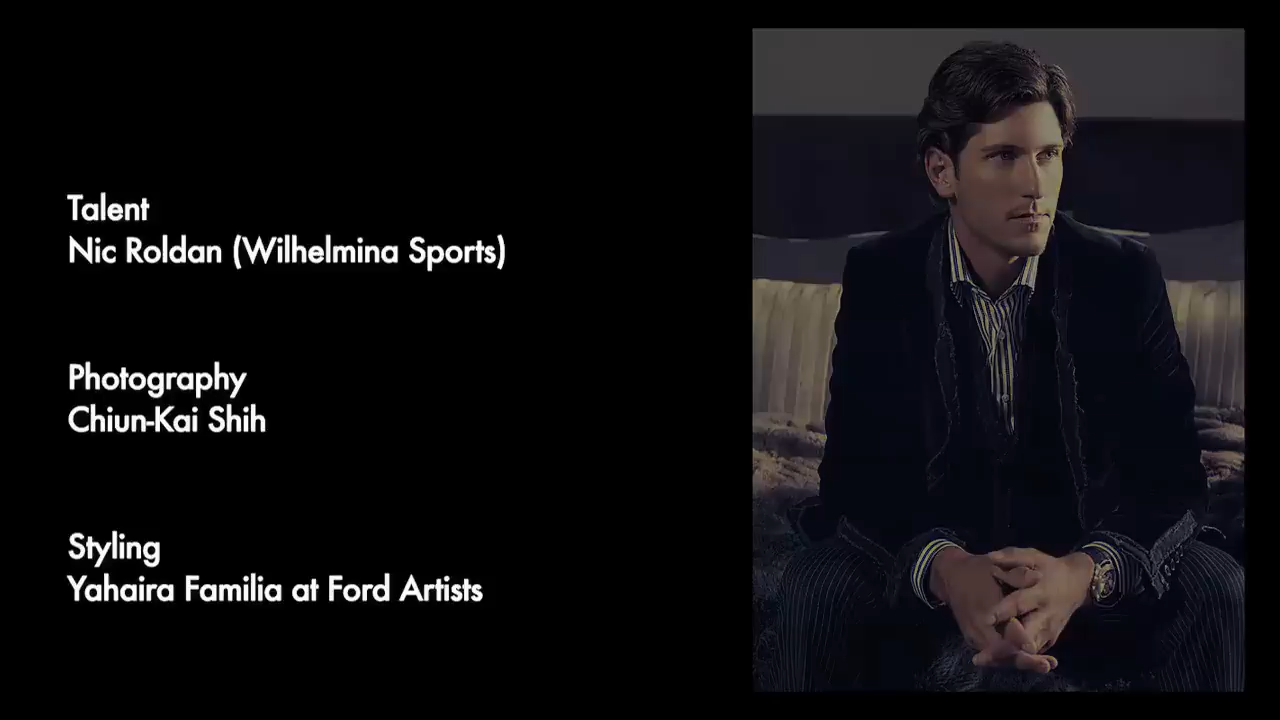 Talent
Nic Roldan (Wilhelmina Sports)
Photography
Chiun-Kai Shih
Styling
Yahaira Familia at Ford Artists